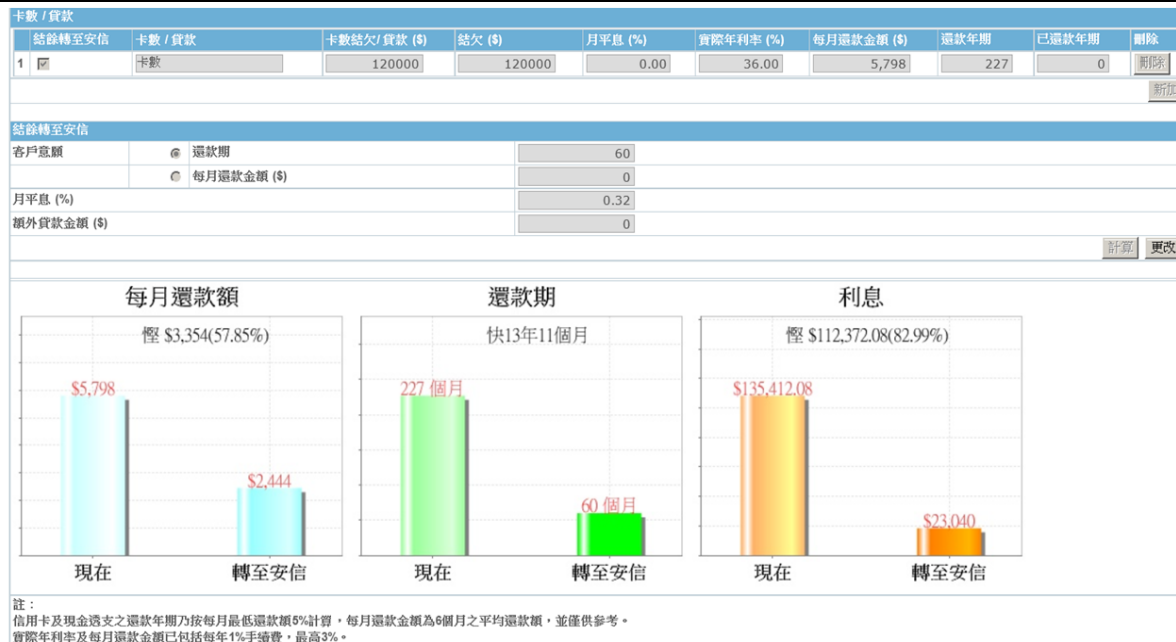 卡數 / 貸款
結餘轉至安信 卡數 / 貸款 卡數結欠/ 貸款 ($) 結欠 ($) 月平息 (%) 實際年利率 (%) 每月還款金額 ($) 還款年期 已還款年期 刪除
1 卡數 120000 120000 0.00 36.00 5,798 227 0 刪除
新加
結餘轉至安信
客戶意願 還款期 60
每月還款金額 ($) 0
月平息 (%) 0.32
額外貸款金額 ($) 0
計算 更改
每月還款額 還款期 利息
慳 $3,354(57.85%) 快13年11個月 慳 $112,372.08(82.99%)
$5,798 227 個月 $135,412.08
$2,444 60 個月 $23,040
現在 轉至安信 現在 轉至安信 現在 轉至安信
註：
信用卡及現金透支之還款年期乃按每月最低還款額5%計算，每月還款金額為6個月之平均還款額，並僅供參考。
實際年利率及每月還款金額已包括每年1%手續費，最高3%。